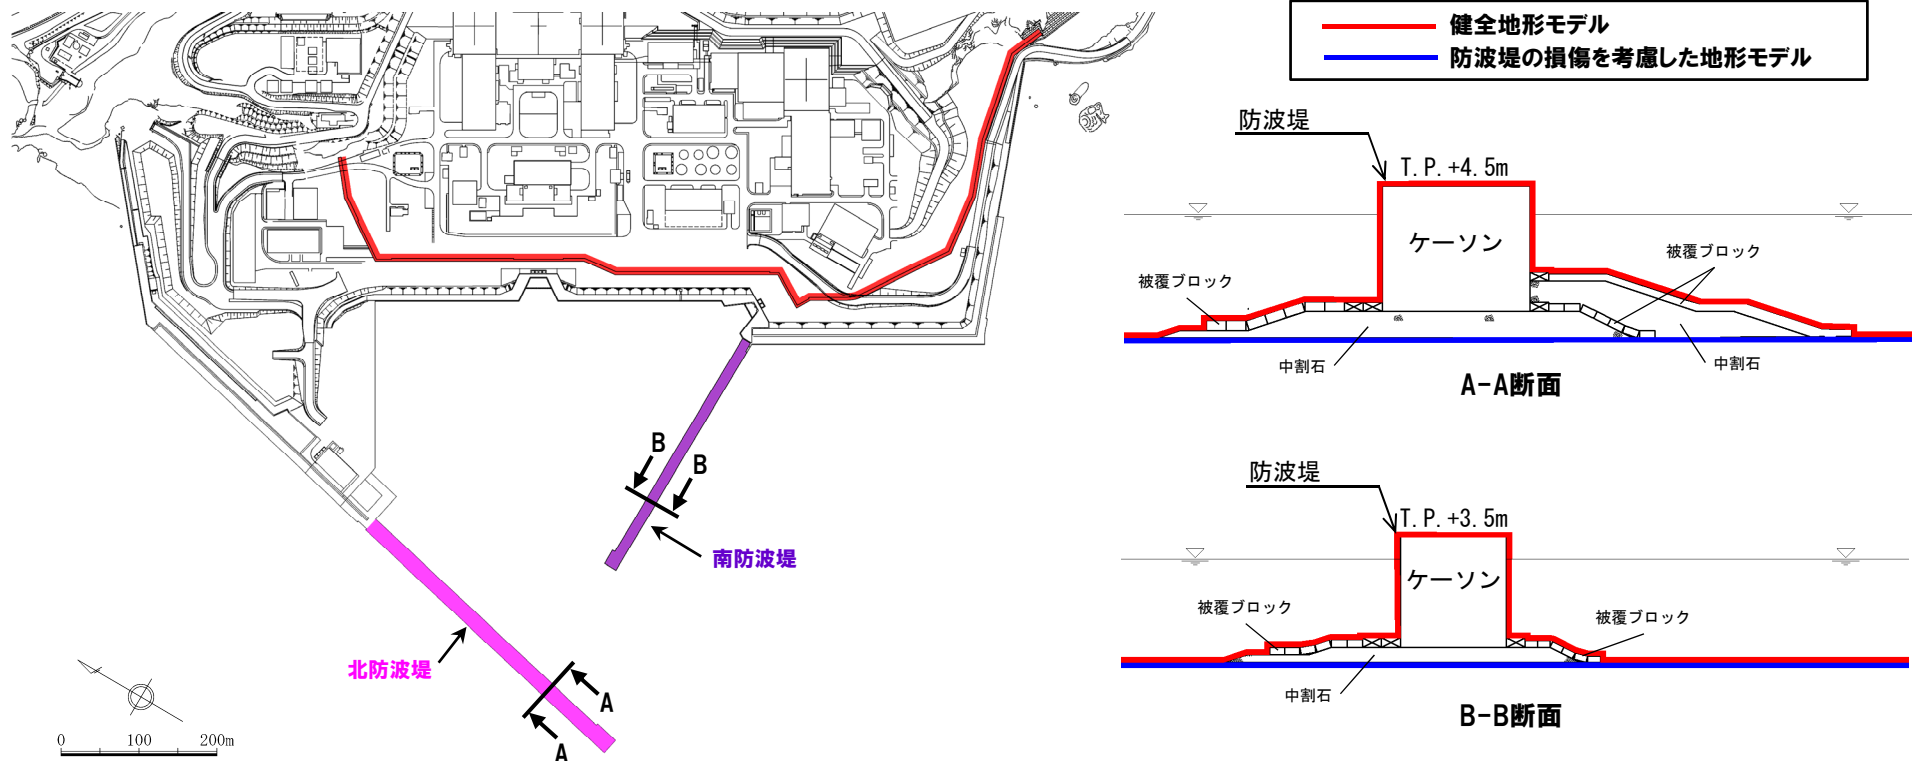 健全地形モデル
防波堤の損傷を考慮した地形モデル
防波堤
T.P.+4.5m
ケーソン
被覆ブロック
被覆ブロック
中割石
中割石
A-A断面
防波堤
T.P.+3.5m
ケーソン
被覆ブロック
被覆ブロック
中割石
B-B断面
B
B
南防波堤
北防波堤
A
A
0 100 200m